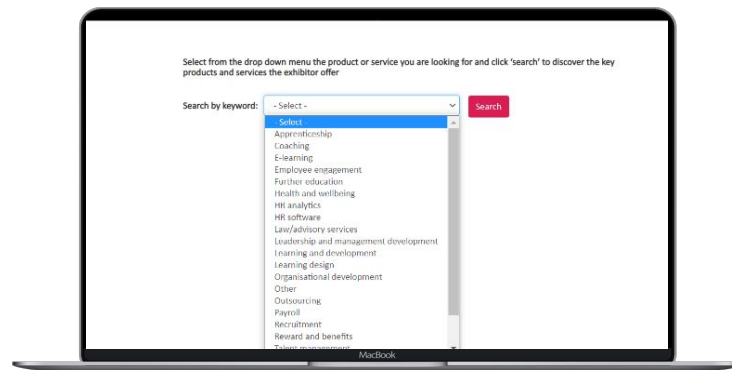 Select from the drop down menu the product or service you are looking for and click 'search' to discover the key
products and services the exhibitor offer
Search by keyword: - Select - Search
- Select -
Apprenticeship
Coaching
E-learning
Employee engagement
Further education
Health and wellbeing
HR analytics
HR software
Law/advisory services
Leadership and management development
Learning and development
Learning design
Organisational development
Other
Outsourcing
Payroll
Recruitment
Reward and benefits
Talent management
MacBook